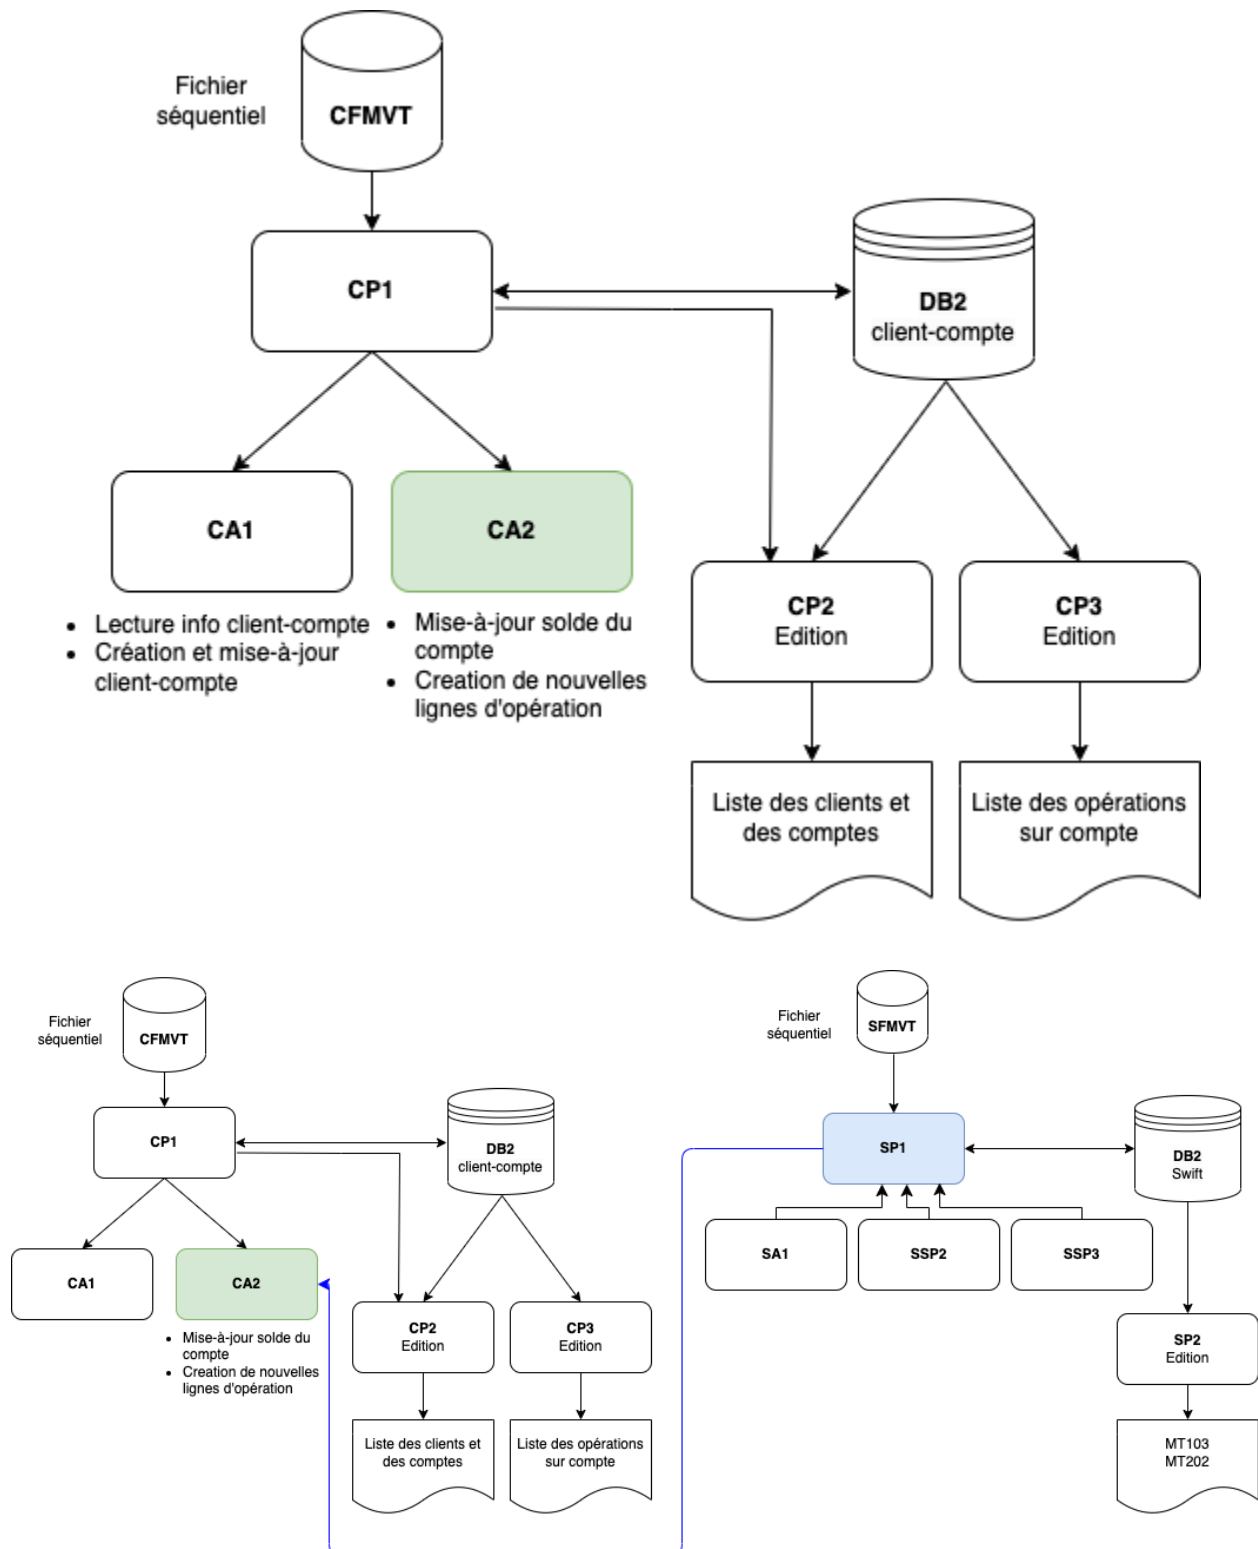 Fichier
séquentiel
CFMVT
CP1
DB2
client-compte
CA1
CA2
CP2
Edition
CP3
Edition
• Lecture info client-compte
• Création et mise-à-jour
client-compte
• Mise-à-jour solde du
compte
• Creation de nouvelles
lignes d'opération
Liste des clients et
des comptes
Liste des opérations
sur compte
Fichier
séquentiel
CFMVT
CP1
DB2
client-compte
CA1
CA2
• Mise-à-jour solde du
compte
• Creation de nouvelles
lignes d'opération
CP2
Edition
CP3
Edition
Liste des clients et
des comptes
Liste des opérations
sur compte
Fichier
séquentiel
SFMVT
SP1
DB2
Swift
SA1
SSP2
SSP3
SP2
Edition
MT103
MT202